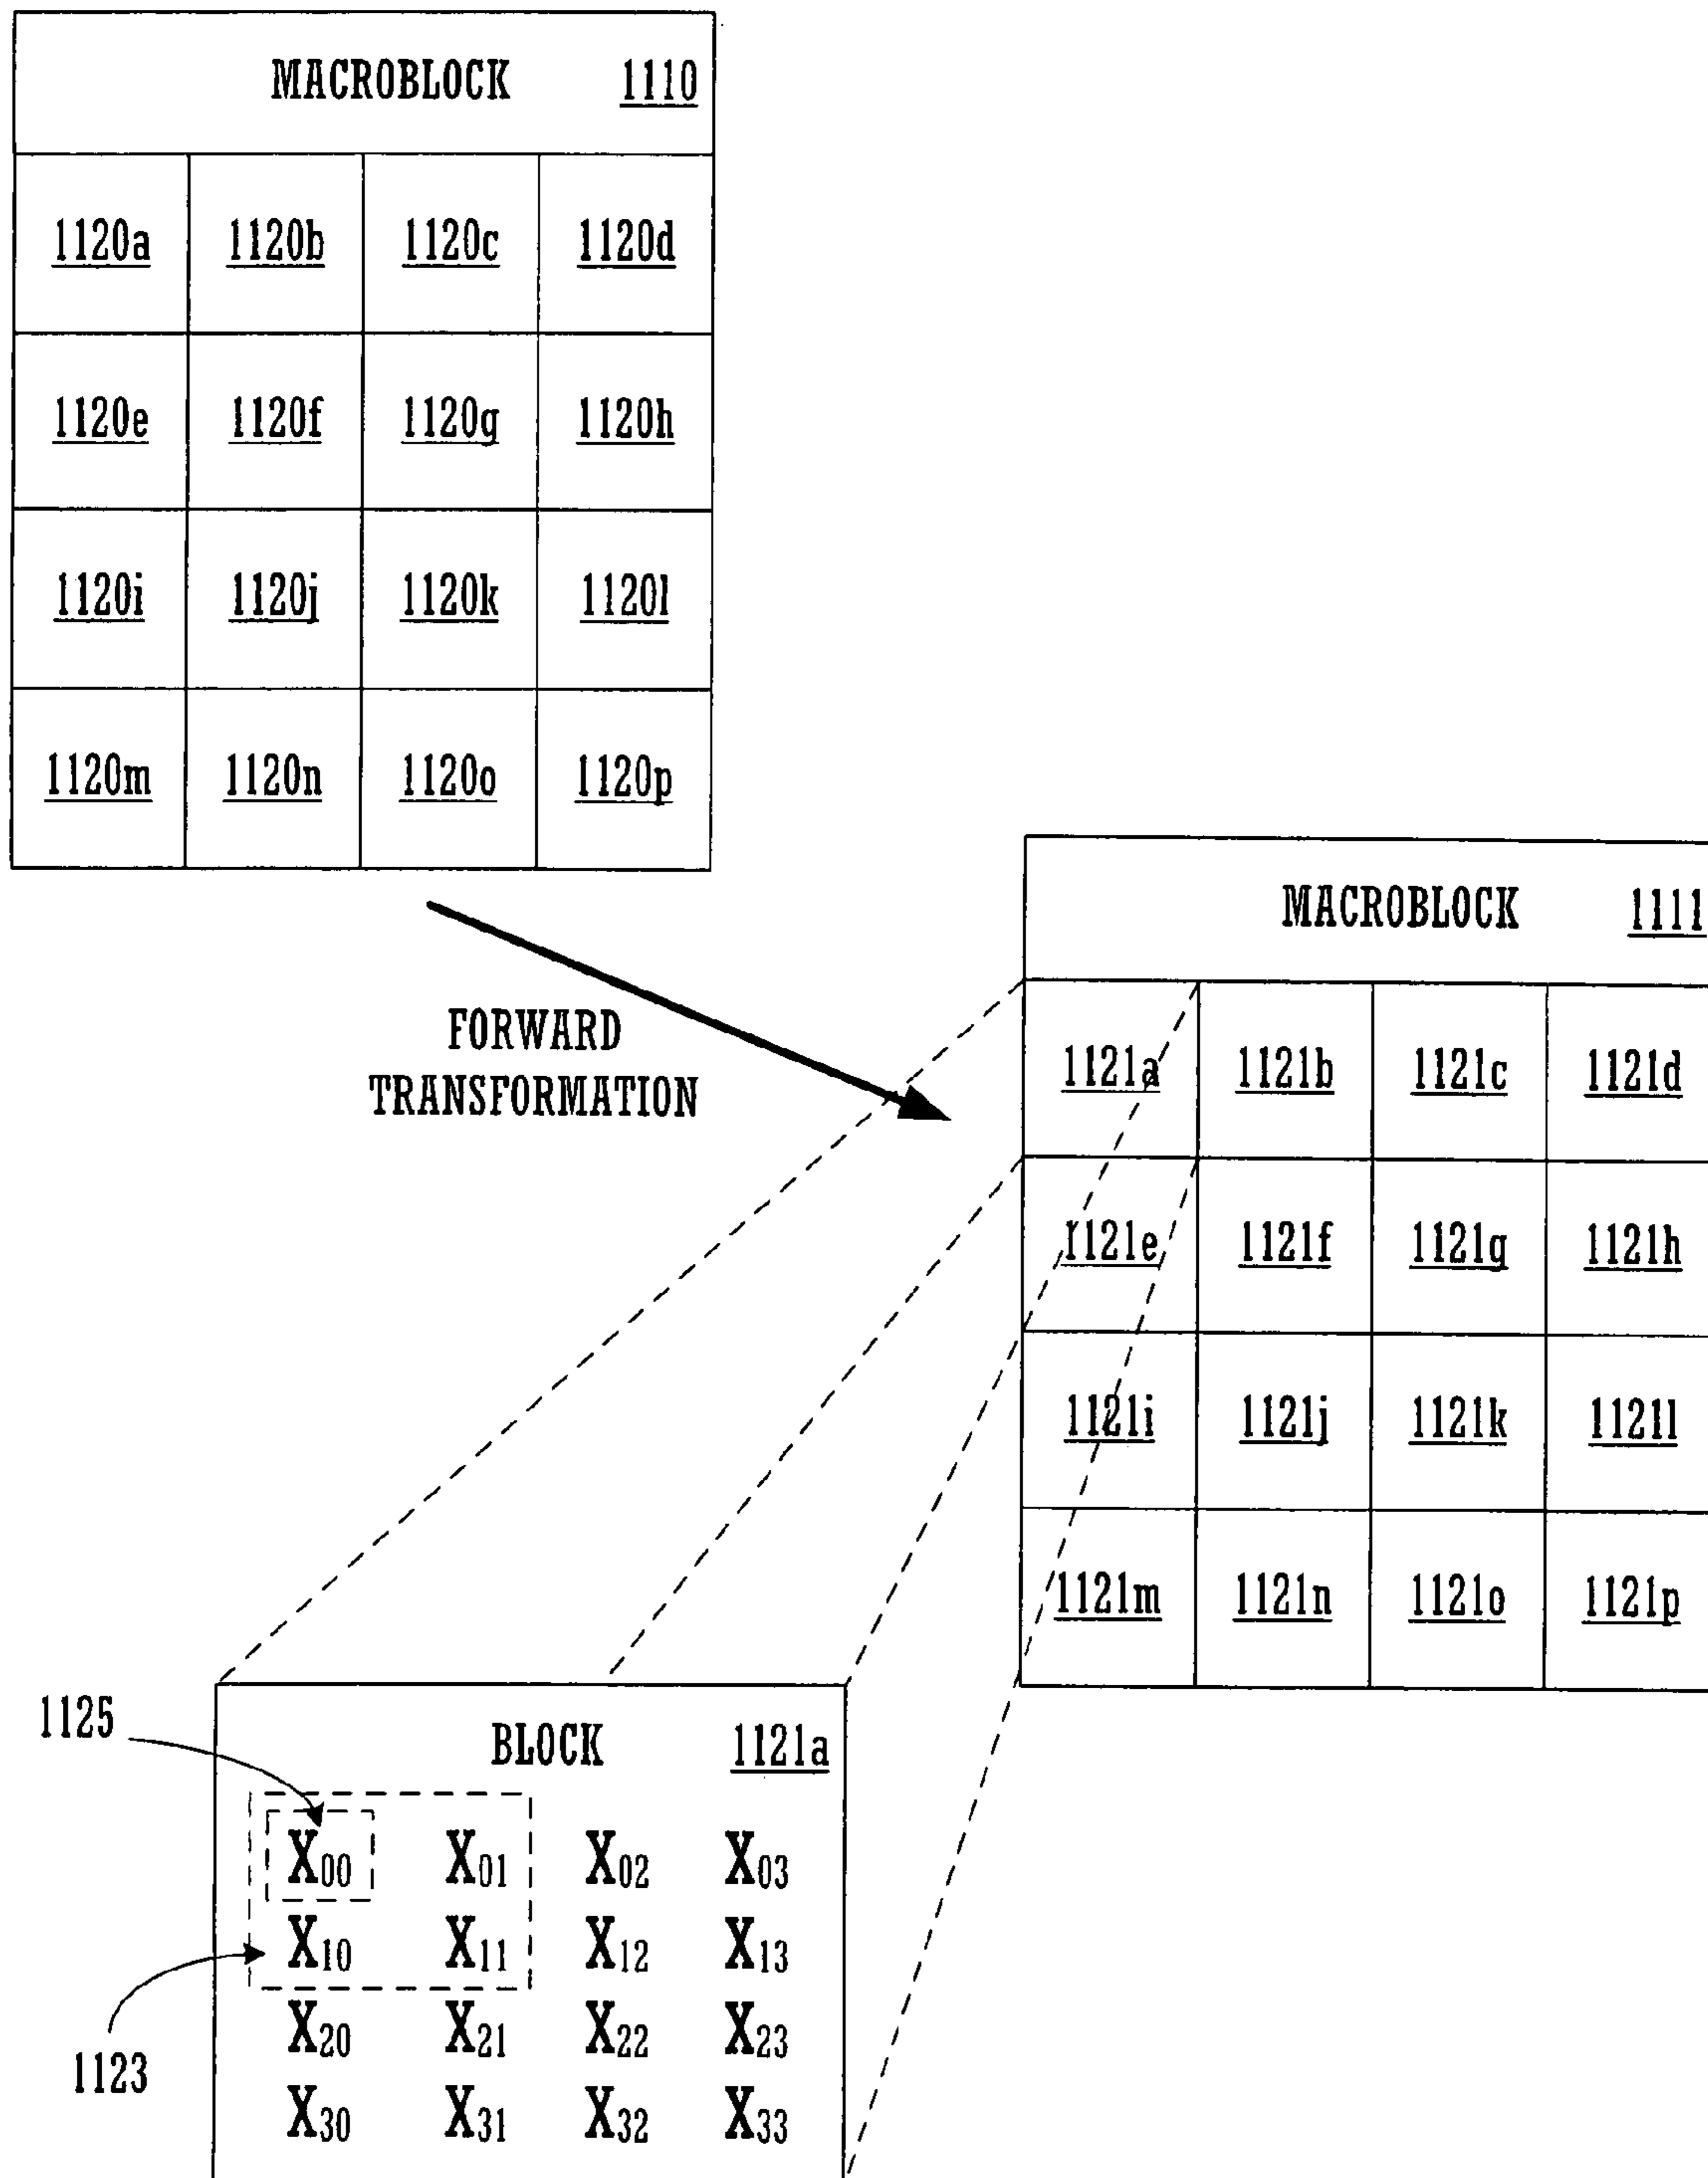 MACROBLOCK 1110
1120a 1120b 1120c 1120d
1120e 1120f 1120g 1120h
1120i 1120j 1120k 1120l
1120m 1120n 1120o 1120p
FORWARD
TRANSFORMATION
MACROBLOCK 1111
1121a 1121b 1121c 1121d
1121e 1121f 1121g 1121h
1121i 1121j 1121k 1121l
1121m 1121n 1121o 1121p
1125
BLOCK 1121a
X00 X01 X02 X03
X10 X11 X12 X13
X20 X21 X22 X23
1123
X30 X31 X32 X33